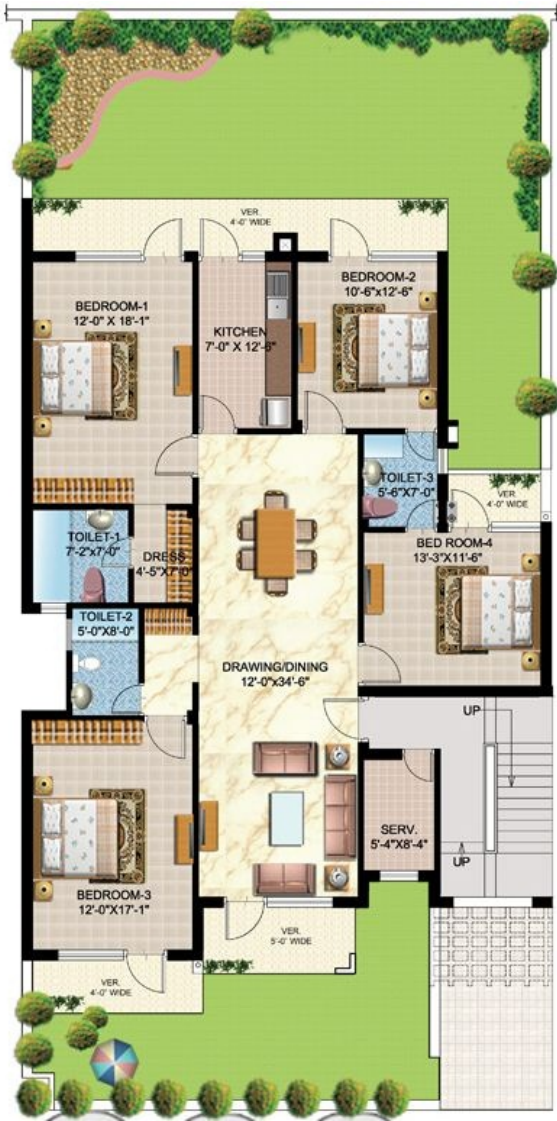 VER.
4'-0" WIDE
BEDROOM-1
12'-0" X 18'-1"
KITCHEN
7'-0" X 12'-6"
BEDROOM-2
10'-6"x12'-6"
TOILET-3
5'-6"X7'-0"
VER.
4'-0" WIDE
TOILET-1
7'-2"x7'-0"
DRESS
4'-5"X7'0"
BED ROOM-4
13'-3"X11'-6"
TOILET-2
5'-0"X8'-0"
DRAWING/DINING
12'-0"x34'-6"
UP
SERV.
5'-4"X8'-4"
UP
BEDROOM-3
12'-0"X17'-1"
VER.
5'-0" WIDE
VER.
4'-0" WIDE